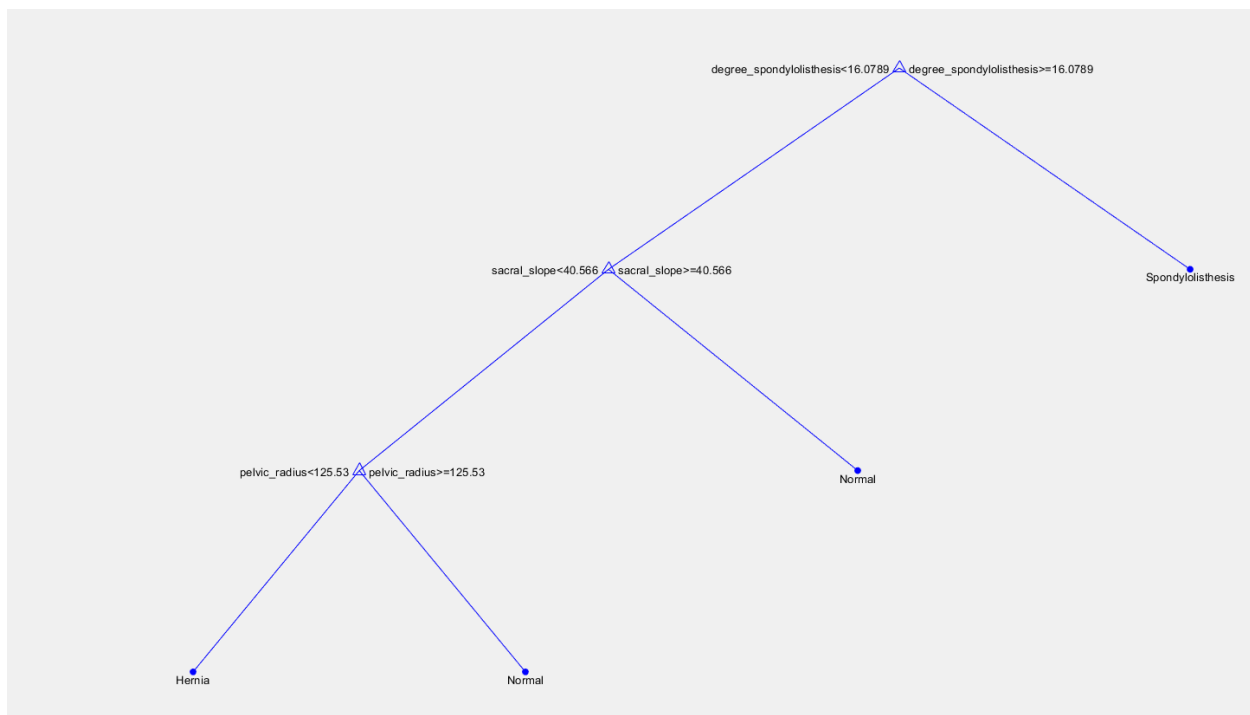 degree_spondylolisthesis<16.0789 degree_spondylolisthesis>=16.0789
sacral_slope<40.566 sacral_slope>=40.566
Spondylolisthesis
pelvic_radius<125.53 pelvic_radius>=125.53
Normal
Hernia
Normal